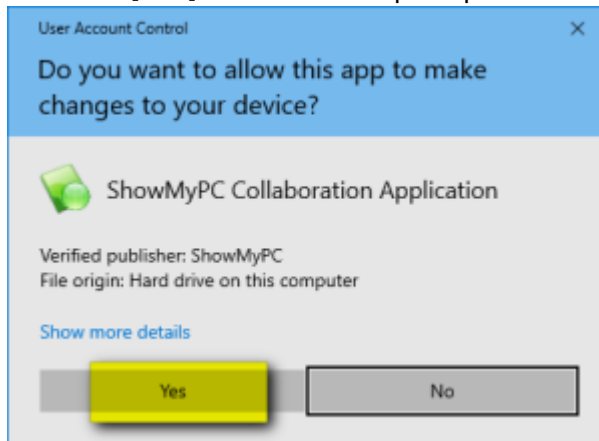 User Account Control
Do you want to allow this app to make
changes to your device?
ShowMyPC Collaboration Application
Verified publisher: ShowMyPC
File origin: Hard drive on this computer
Show more details
Yes
No